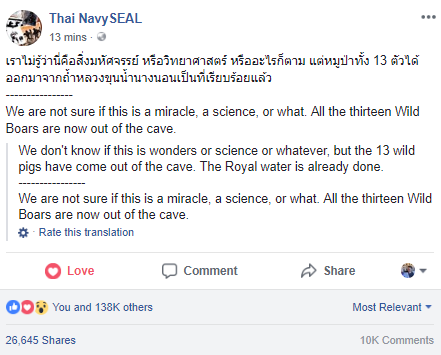 Thai NavySEAL
13 mins ·
เราไม่รู้ว่านี่คือสิ่งมหัศจรรย์ หรือวิทยาศาสตร์ หรืออะไรก็ตาม แต่หมูป่าทั้ง 13 ตัวได้
ออกมาจากถ้ำหลวงขุนน้ำนางนอนเป็นที่เรียบร้อยแล้ว
----------------
We are not sure if this is a miracle, a science, or what. All the thirteen Wild
Boars are now out of the cave.
We don't know if this is wonders or science or whatever, but the 13 wild
pigs have come out of the cave. The Royal water is already done.
----------------
We are not sure if this is a miracle, a science, or what. All the thirteen Wild
Boars are now out of the cave.
· Rate this translation
Love Comment Share
You and 138K others Most Relevant
26,645 Shares 10K Comments